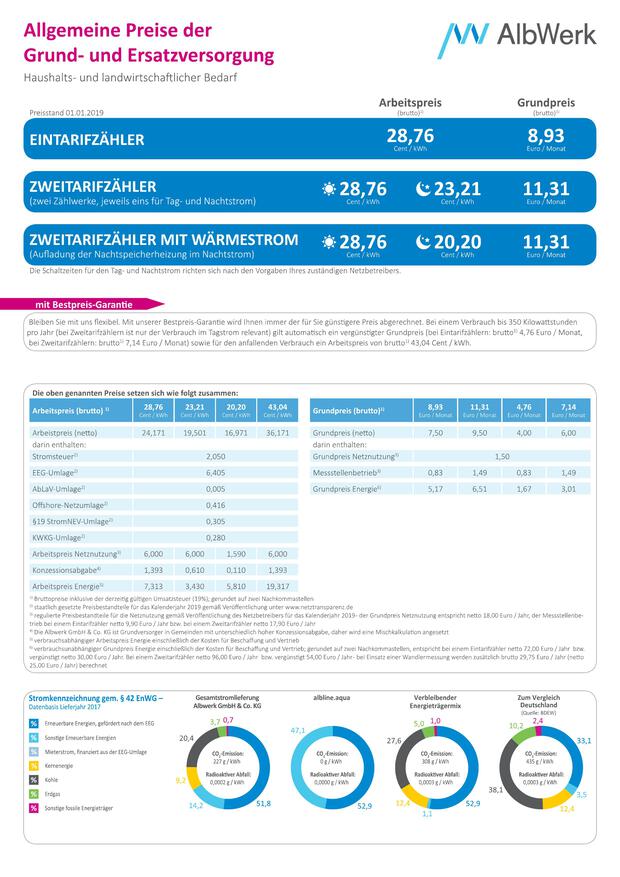 Allgemeine Preise der
Grund- und Ersatzversorgung
Haushalts- und landwirtschaftlicher Bedarf
AlbWerk
Preisstand 01.01.2019
Arbeitspreis
(brutto)¹⁾
Grundpreis
(brutto)¹⁾
EINTARIFZÄHLER
28,76
Cent / kWh
8,93
Euro / Monat
ZWEITARIFZÄHLER
(zwei Zählwerke, jeweils eins für Tag- und Nachtstrom)
28,76
Cent / kWh
23,21
Cent / kWh
11,31
Euro / Monat
ZWEITARIFZÄHLER MIT WÄRMESTROM
(Aufladung der Nachtspeicherheizung im Nachtstrom)
28,76
Cent / kWh
20,20
Cent / kWh
11,31
Euro / Monat
Die Schaltzeiten für den Tag- und Nachtstrom richten sich nach den Vorgaben Ihres zuständigen Netzbetreibers.
mit Bestpreis-Garantie
Bleiben Sie mit uns flexibel. Mit unserer Bestpreis-Garantie wird Ihnen immer der für Sie günstigere Preis abgerechnet. Bei einem Verbrauch bis 350 Kilowattstunden
pro Jahr (bei Zweitarifzählern ist nur der Verbrauch im Tagstrom relevant) gilt automatisch ein vergünstigter Grundpreis (bei Eintarifzählern: brutto¹⁾ 4,76 Euro / Monat,
bei Zweitarifzählern: brutto¹⁾ 7,14 Euro / Monat) sowie für den anfallenden Verbrauch ein Arbeitspreis von brutto¹⁾ 43,04 Cent / kWh.
Die oben genannten Preise setzen sich wie folgt zusammen:
Arbeitspreis (brutto) ¹⁾ 28,76 23,21 20,20 43,04
Cent / kWh Cent / kWh Cent / kWh Cent / kWh
Arbeistpreis (netto) 24,171 19,501 16,971 36,171
darin enthalten:
Stromsteuer²⁾ 2,050
EEG-Umlage²⁾ 6,405
AbLaV-Umlage²⁾ 0,005
Offshore-Netzumlage²⁾ 0,416
§19 StromNEV-Umlage²⁾ 0,305
KWKG-Umlage²⁾ 0,280
Arbeitspreis Netznutzung³⁾ 6,000 6,000 1,590 6,000
Konzessionsabgabe⁴⁾ 1,393 0,610 0,110 1,393
Arbeitspreis Energie⁵⁾ 7,313 3,430 5,810 19,317
Grundpreis (brutto)¹⁾ 8,93 11,31 4,76 7,14
Euro / Monat Euro / Monat Euro / Monat Euro / Monat
Grundpreis (netto) 7,50 9,50 4,00 6,00
darin enthalten:
Grundpreis Netznutzung³⁾ 1,50
Messstellenbetrieb³⁾ 0,83 1,49 0,83 1,49
Grundpreis Energie⁶⁾ 5,17 6,51 1,67 3,01
¹⁾ Bruttopreise inklusive der derzeitig gültigen Umsatzsteuer (19%); gerundet auf zwei Nachkommastellen
²⁾ staatlich gesetzte Preisbestandteile für das Kalenderjahr 2019 gemäß Veröffentlichung unter www.netztransparenz.de
³⁾ regulierte Preisbestandteile für die Netznutzung gemäß Veröffentlichung des Netzbetreibers für das Kalenderjahr 2019- der Grundpreis Netznutzung entspricht netto 18,00 Euro / Jahr, der Messstellenbe-
trieb bei einem Eintarifzähler netto 9,90 Euro / Jahr bzw. bei einem Zweitarifzähler netto 17,90 Euro / Jahr
⁴⁾ Die Albwerk GmbH & Co. KG ist Grundversorger in Gemeinden mit unterschiedlich hoher Konzessionsabgabe, daher wird eine Mischkalkulation angesetzt
⁵⁾ verbrauchsabhängiger Arbeitspreis Energie einschließlich der Kosten für Beschaffung und Vertrieb
⁶⁾ verbrauchsunabhängiger Grundpreis Energie einschließlich der Kosten für Beschaffung und Vertrieb; gerundet auf zwei Nachkommastellen, entspricht bei einem Eintarifzähler netto 72,00 Euro / Jahr bzw.
vergünstigt netto 30,00 Euro / Jahr. Bei einem Zweitarifzähler netto 96,00 Euro / Jahr bzw. vergünstigt 54,00 Euro / Jahr- bei Einsatz einer Wandlermessung werden zusätzlich brutto 29,75 Euro / Jahr (netto
25,00 Euro / Jahr) berechnet
Stromkennzeichnung gem. § 42 EnWG –
Datenbasis Lieferjahr 2017
% Erneuerbare Energien, gefördert nach dem EEG
% Sonstige Erneuerbare Energien
% Mieterstrom, finanziert aus der EEG-Umlage
% Kernenergie
% Kohle
% Erdgas
% Sonstige fossile Energieträger
Gesamtstromlieferung
Albwerk GmbH & Co. KG
3,7 0,7
20,4
9,2
14,2
51,8
CO₂-Emission:
227 g / kWh
Radioaktiver Abfall:
0,0002 g / kWh
albline.aqua
47,1
52,9
CO₂-Emission:
0 g / kWh
Radioaktiver Abfall:
0,0000 g / kWh
Verbleibender
Energieträgermix
5,0 1,0
27,6
12,4
1,1
52,9
CO₂-Emission:
308 g / kWh
Radioaktiver Abfall:
0,0003 g / kWh
Zum Vergleich
Deutschland
(Quelle: BDEW)
10,2 2,4
33,1
38,1
3,5
12,4
CO₂-Emission:
435 g / kWh
Radioaktiver Abfall:
0,0003 g / kWh